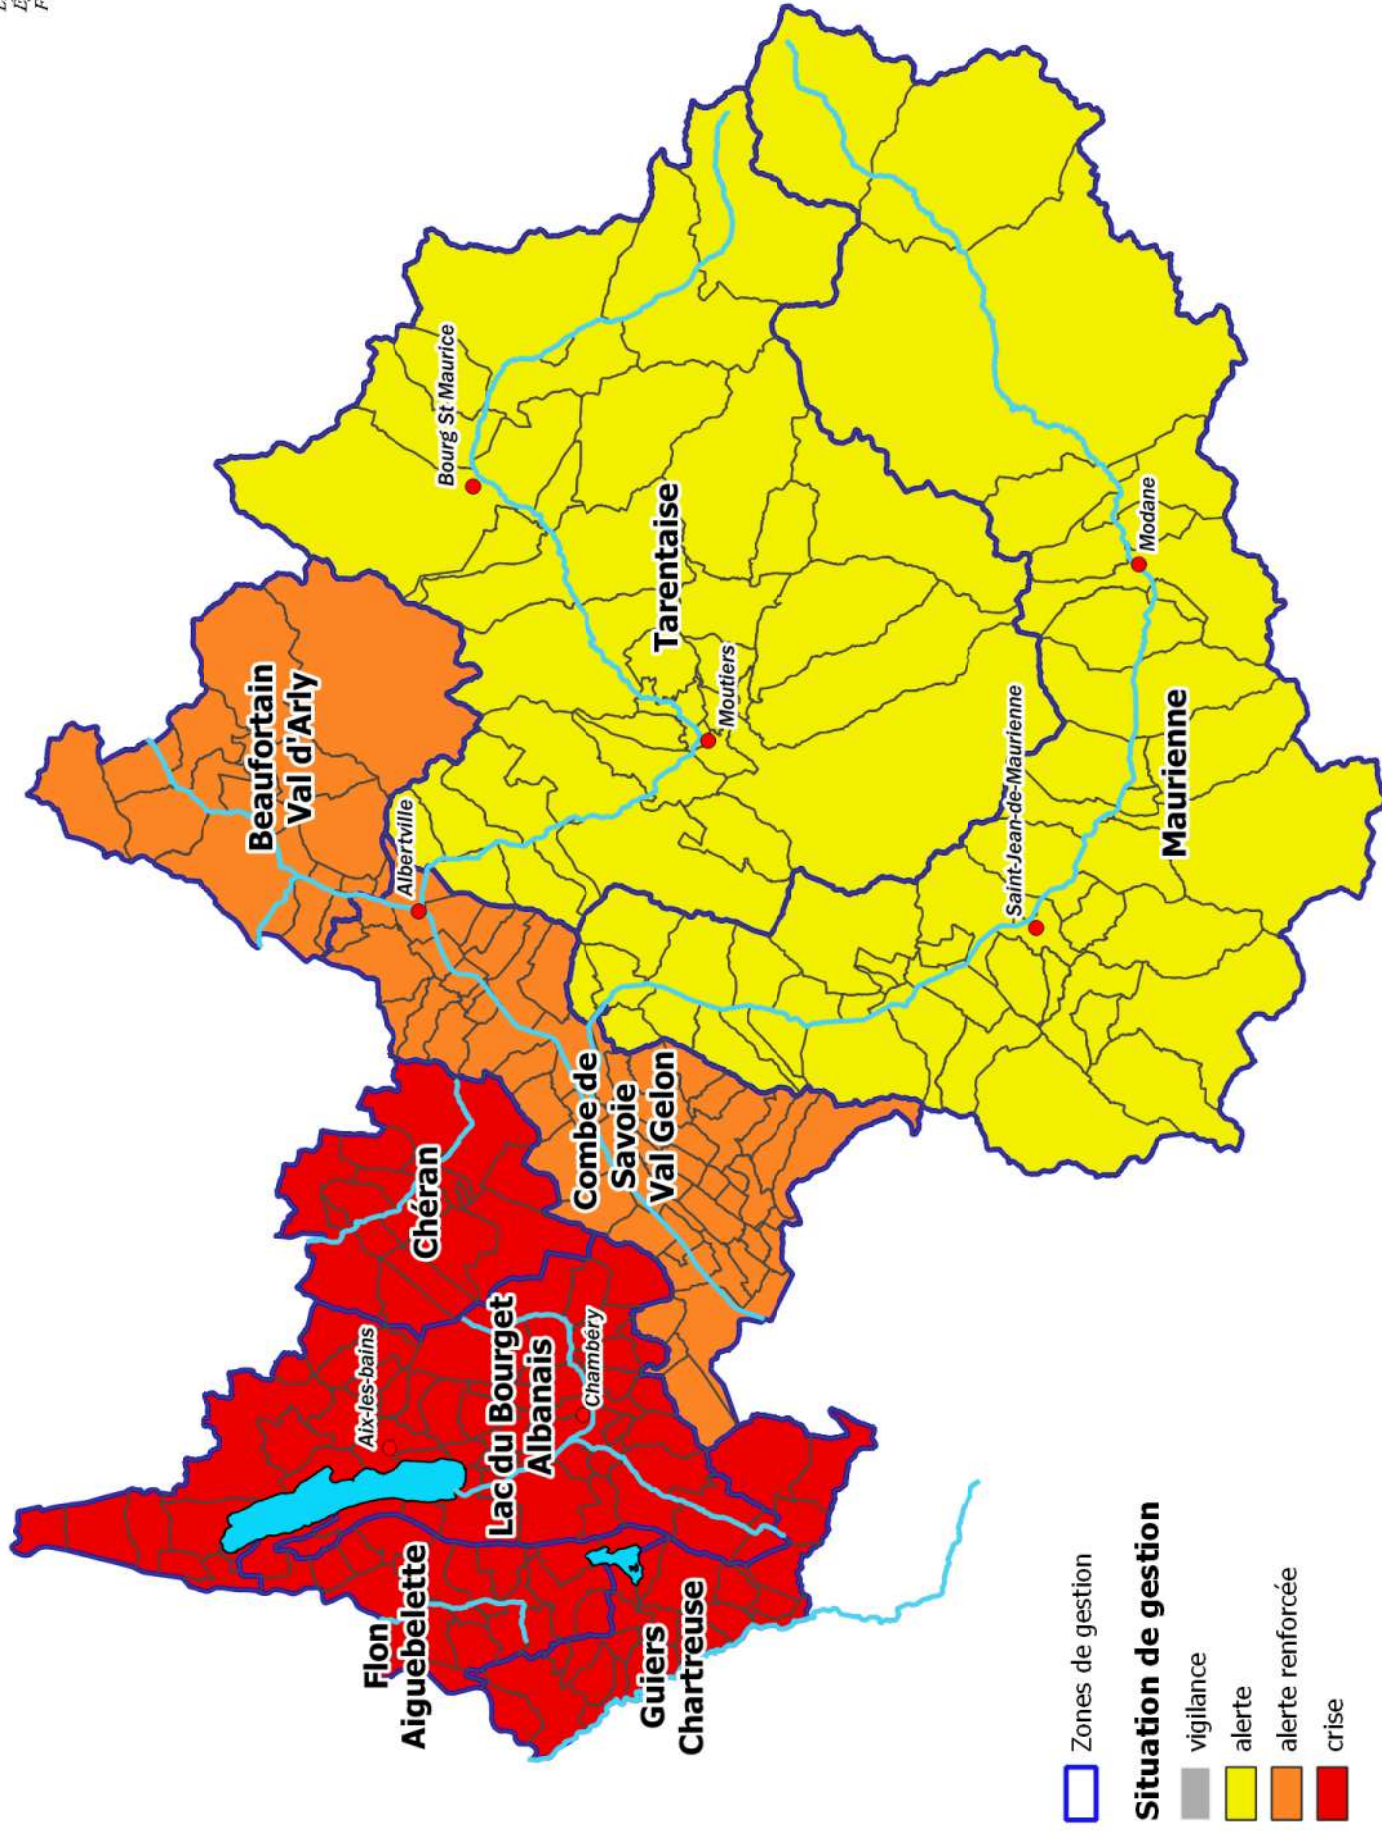 Beaufortain
Val d'Arly
Albertville
Bourg St Maurice
Tarentaise
Moutiers
Chéran
Aix-les-bains
Lac du Bourget
Albanais
Chambéry
Combe de
Savoie
Val Gelon
Flon
Aiguebelette
Guiers
Chartreuse
Saint-Jean-de-Maurienne
Modane
Maurienne
Zones de gestion
Situation de gestion
vigilance
alerte
alerte renforcée
crise